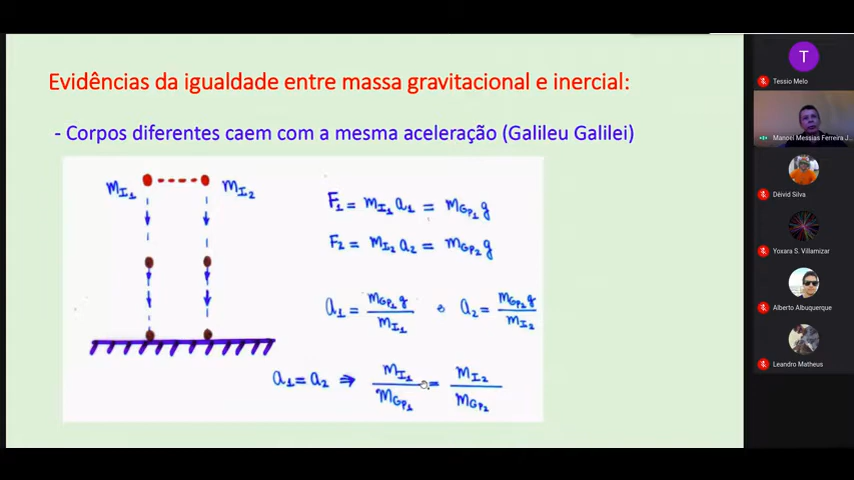 Evidências da igualdade entre massa gravitacional e inercial:
- Corpos diferentes caem com a mesma aceleração (Galileu Galilei)
mI1 mI2
F1 = mI1 a1 = mGP1 g
F2 = mI2 a2 = mGP2 g
a1 = mGP1 g / mI1 e a2 = mGP2 g / mI2
a1 = a2 ⇒ mI1 / mGP1 = mI2 / mGP2
T
Tessio Melo
Manoel Messias Ferreira J...
Déivid Silva
Yoxara S. Villamizar
Alberto Albuquerque
Leandro Matheus